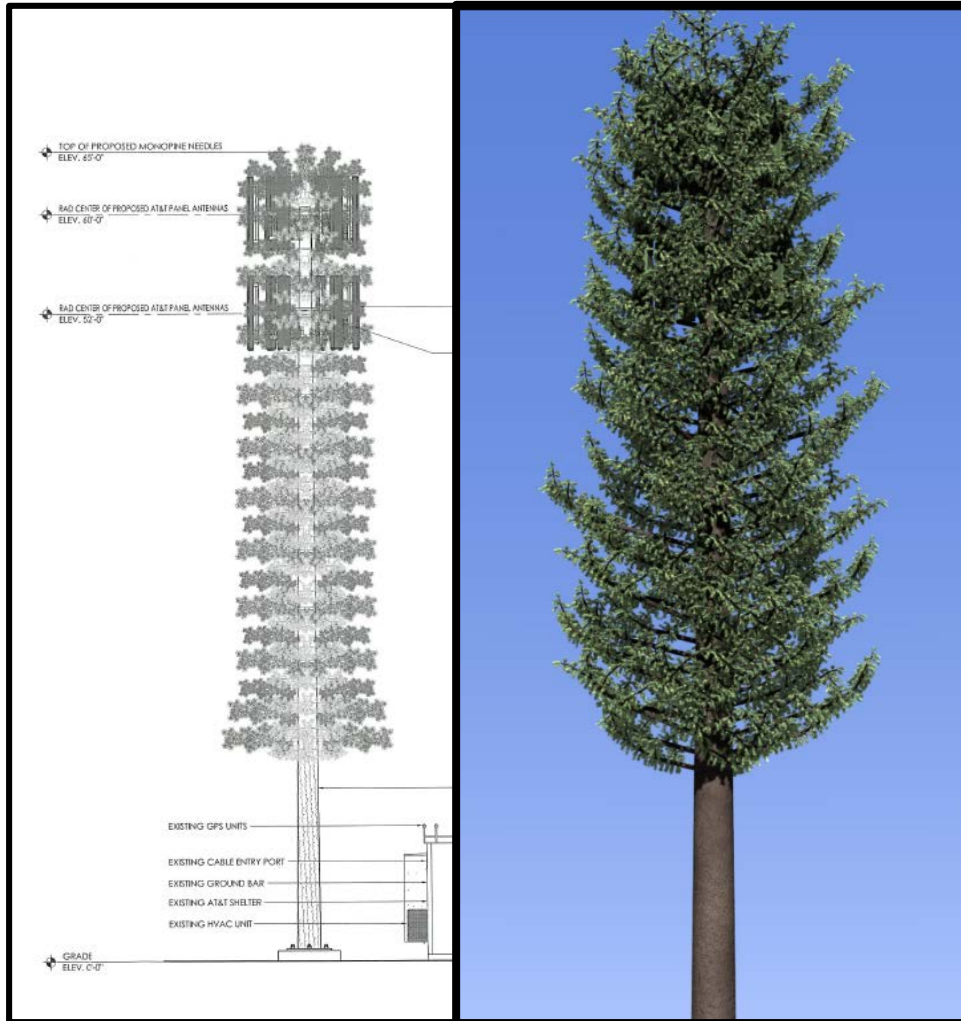 TOP OF PROPOSED MONOPINE NEEDLES
ELEV. 65'-0"
RAD CENTER OF PROPOSED AT&T PANEL ANTENNAS
ELEV. 60'-0"
RAD CENTER OF PROPOSED AT&T PANEL ANTENNAS
ELEV. 52'-0"
EXISTING GPS UNITS
EXISTING CABLE ENTRY PORT
EXISTING GROUND BAR
EXISTING AT&T SHELTER
EXISTING HVAC UNIT
GRADE
ELEV. 0'-0"